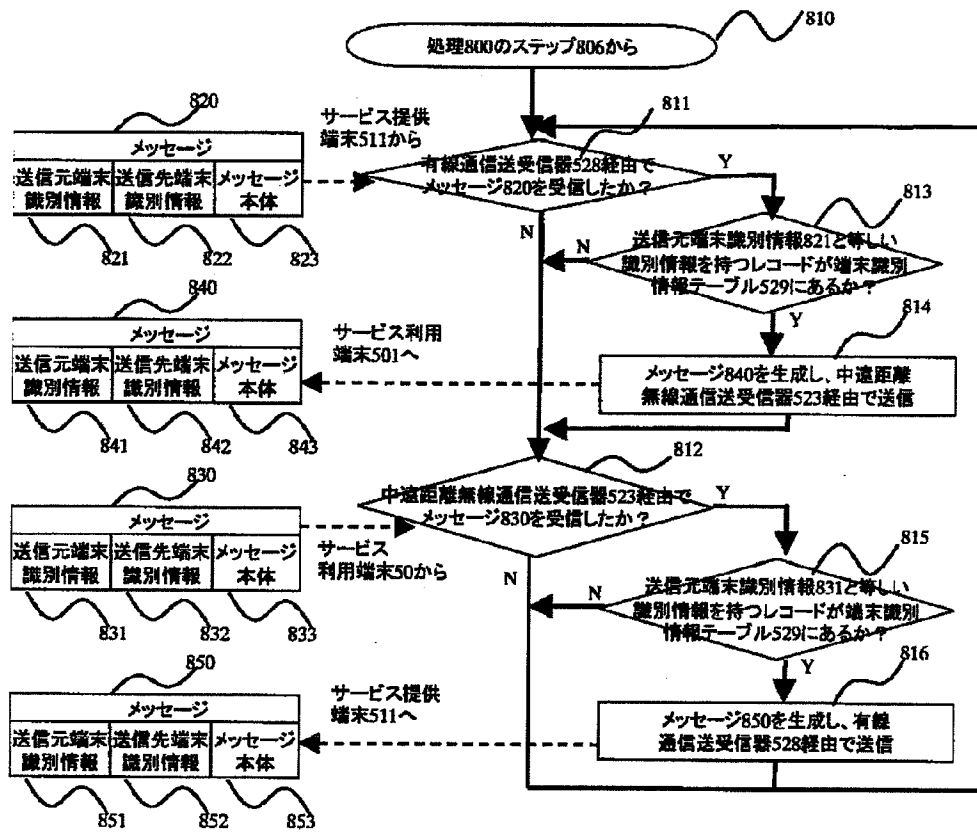 810
処理800のステップ806から
820
サービス提供
端末511から
811
メッセージ
有線通信送受信器528経由で
メッセージ820を受信したか？
Y
送信元端末
識別情報
送信先端末
識別情報
メッセージ
本体
821
822
823
N
813
送信元端末識別情報821と等しい
識別情報を持つレコードが端末識別
情報テーブル529にあるか？
N
Y
840
メッセージ
サービス利用
端末501へ
814
送信元端末
識別情報
送信先端末
識別情報
メッセージ
本体
メッセージ840を生成し、中遠距離
無線通信送受信器523経由で送信
841
842
843
812
830
メッセージ
中遠距離無線通信送受信器523経由で
メッセージ830を受信したか？
Y
送信元端末
識別情報
送信先端末
識別情報
メッセージ
本体
サービス
利用端末50から
N
831
832
833
815
送信元端末識別情報831と等しい
識別情報を持つレコードが端末識別
情報テーブル529にあるか？
N
Y
850
メッセージ
サービス提供
端末511へ
816
送信元端末
識別情報
送信先端末
識別情報
メッセージ
本体
メッセージ850を生成し、有線
通信送受信器528経由で送信
851
852
853